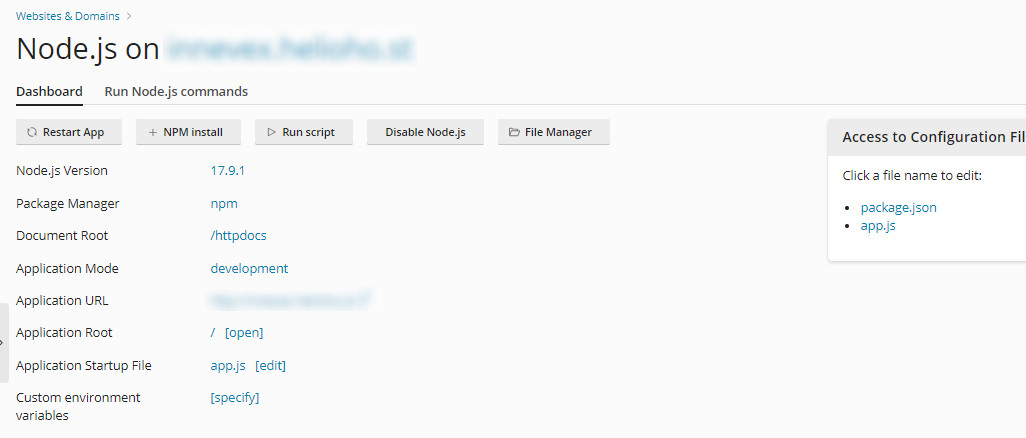 Websites & Domains >
Node.js on
Dashboard Run Node.js commands
Restart App + NPM install Run script Disable Node.js File Manager
Access to Configuration Fil
Click a file name to edit:
• package.json
• app.js
Node.js Version 17.9.1
Package Manager npm
Document Root /httpdocs
Application Mode development
Application URL
Application Root / [open]
Application Startup File app.js [edit]
Custom environment variables [specify]